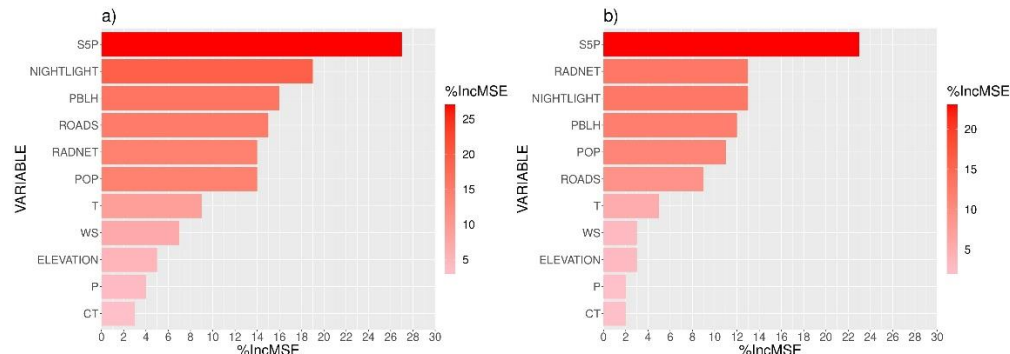 a)
VARIABLE
S5P
NIGHTLIGHT
PBLH
ROADS
RADNET
POP
T
WS
ELEVATION
P
CT
0 2 4 6 8 10 12 14 16 18 20 22 24 26 28 30
%IncMSE
%IncMSE
25
20
15
10
5
b)
VARIABLE
S5P
RADNET
NIGHTLIGHT
PBLH
POP
ROADS
T
WS
ELEVATION
P
CT
0 2 4 6 8 10 12 14 16 18 20 22 24 26 28 30
%IncMSE
%IncMSE
20
15
10
5